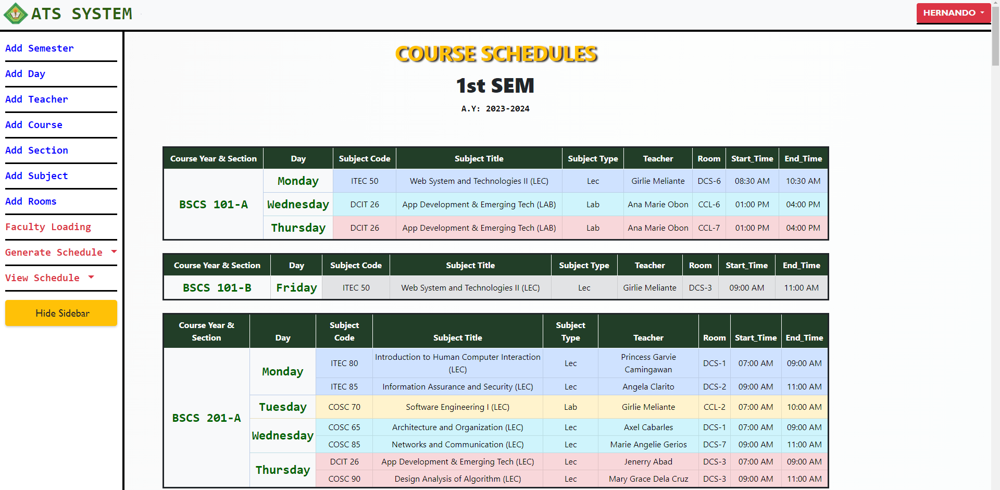 ATS SYSTEM
HERNANDO
Add Semester
Add Day
Add Teacher
Add Course
Add Section
Add Subject
Add Rooms
Faculty Loading
Generate Schedule
View Schedule
Hide Sidebar
COURSE SCHEDULES
1st SEM
A.Y: 2023-2024
Course Year & Section Day Subject Code Subject Title Subject Type Teacher Room Start_Time End_Time
Monday ITEC 50 Web System and Technologies II (LEC) Lec Girlie Meliante DCS-6 08:30 AM 10:30 AM
BSCS 101-A Wednesday DCIT 26 App Development & Emerging Tech (LAB) Lab Ana Marie Obon CCL-6 01:00 PM 04:00 PM
Thursday DCIT 26 App Development & Emerging Tech (LAB) Lab Ana Marie Obon CCL-7 01:00 PM 04:00 PM
Course Year & Section Day Subject Code Subject Title Subject Type Teacher Room Start_Time End_Time
BSCS 101-B Friday ITEC 50 Web System and Technologies II (LEC) Lec Girlie Meliante DCS-3 09:00 AM 11:00 AM
Course Year & Subject Subject
Section Day Code Subject Title Type Teacher Room Start_Time End_Time
Introduction to Human Computer Interaction Princess Garvie
Monday ITEC 80 (LEC) Lec Camingawan DCS-1 07:00 AM 09:00 AM
ITEC 85 Information Assurance and Security (LEC) Lec Angela Clarito DCS-2 09:00 AM 11:00 AM
Tuesday COSC 70 Software Engineering I (LEC) Lab Girlie Meliante CCL-2 07:00 AM 10:00 AM
BSCS 201-A Wednesday COSC 65 Architecture and Organization (LEC) Lec Axel Cabarles DCS-1 07:00 AM 09:00 AM
COSC 85 Networks and Communication (LEC) Lec Marie Angelie Gerios DCS-7 09:00 AM 11:00 AM
Thursday DCIT 26 App Development & Emerging Tech (LEC) Lec Jenerry Abad DCS-3 07:00 AM 09:00 AM
COSC 90 Design Analysis of Algorithm (LEC) Lec Mary Grace Dela Cruz DCS-3 09:00 AM 11:00 AM